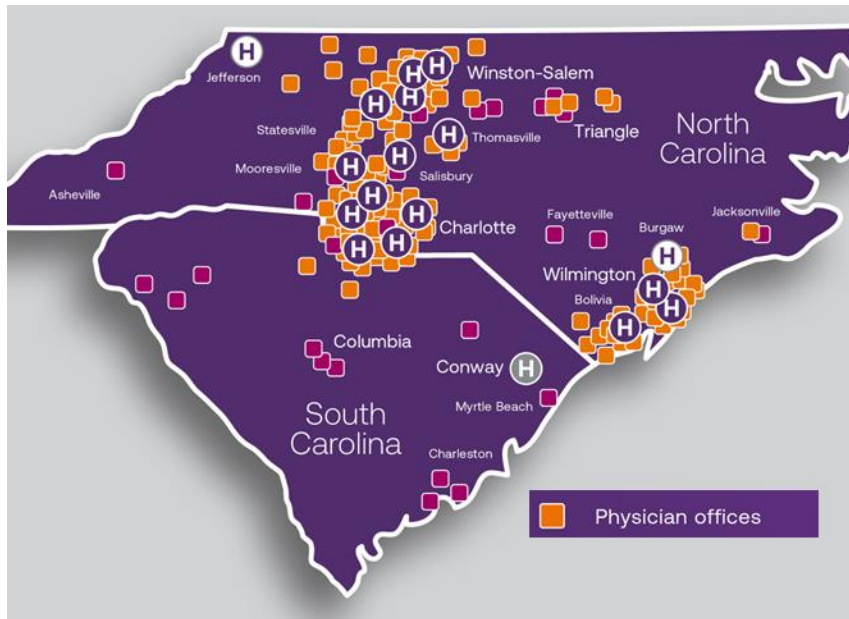 H
Jefferson
H
H
Winston-Salem
H
H
Statesville
H
Thomasville
Triangle
North
Carolina
Mooresville
H
H
Salisbury
Asheville
H
H
H
Charlotte
H
H
Fayetteville
Jacksonville
Burgaw
H
Wilmington
H
Bolivia
H
H
Columbia
Conway
H
Myrtle Beach
South
Carolina
Charleston
Physician offices